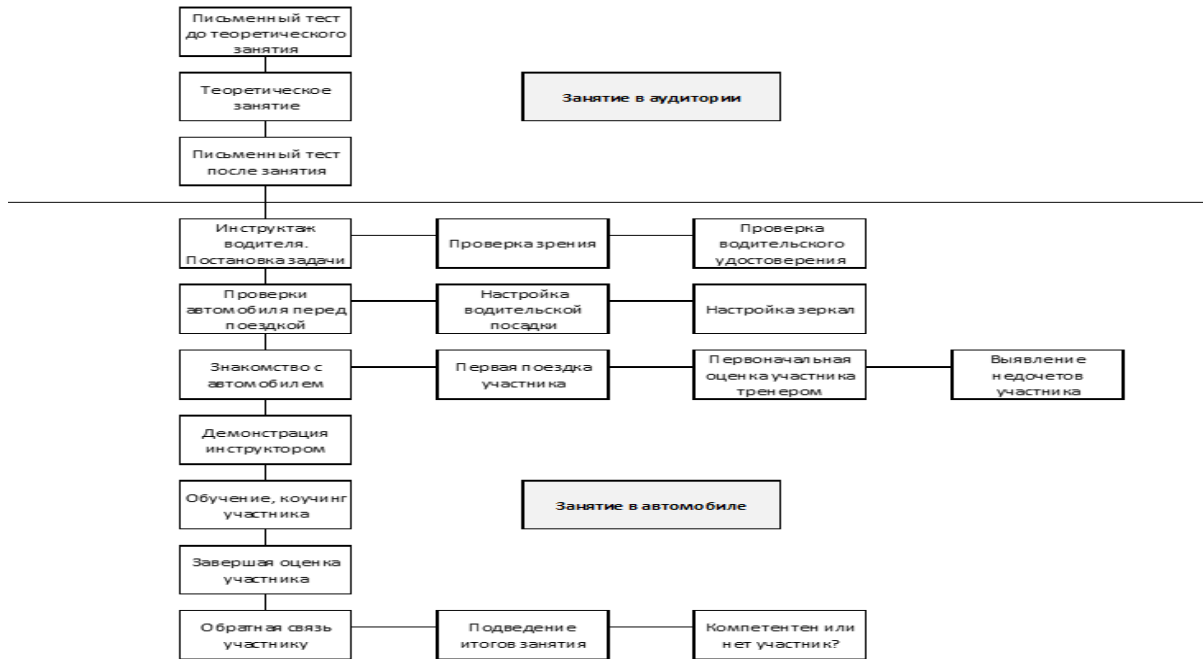 Письменный тест
до теоретического
занятия
Теоретическое
занятие
Занятие в аудитории
Письменный тест
после занятия
Инструктаж
водителя.
Постановка задачи
Проверка зрения
Проверка
водительского
удостоверения
Проверки
автомобиля перед
поездкой
Настройка
водительской
посадки
Настройка зеркал
Знакомство с
автомобилем
Первая поездка
участника
Первоначальная
оценка участника
тренером
Выявление
недочетов
участника
Демонстрация
инструктором
Обучение, коучинг
участника
Занятие в автомобиле
Завершая оценка
участника
Обратная связь
участнику
Подведение
итогов занятия
Компетентен или
нет участник?